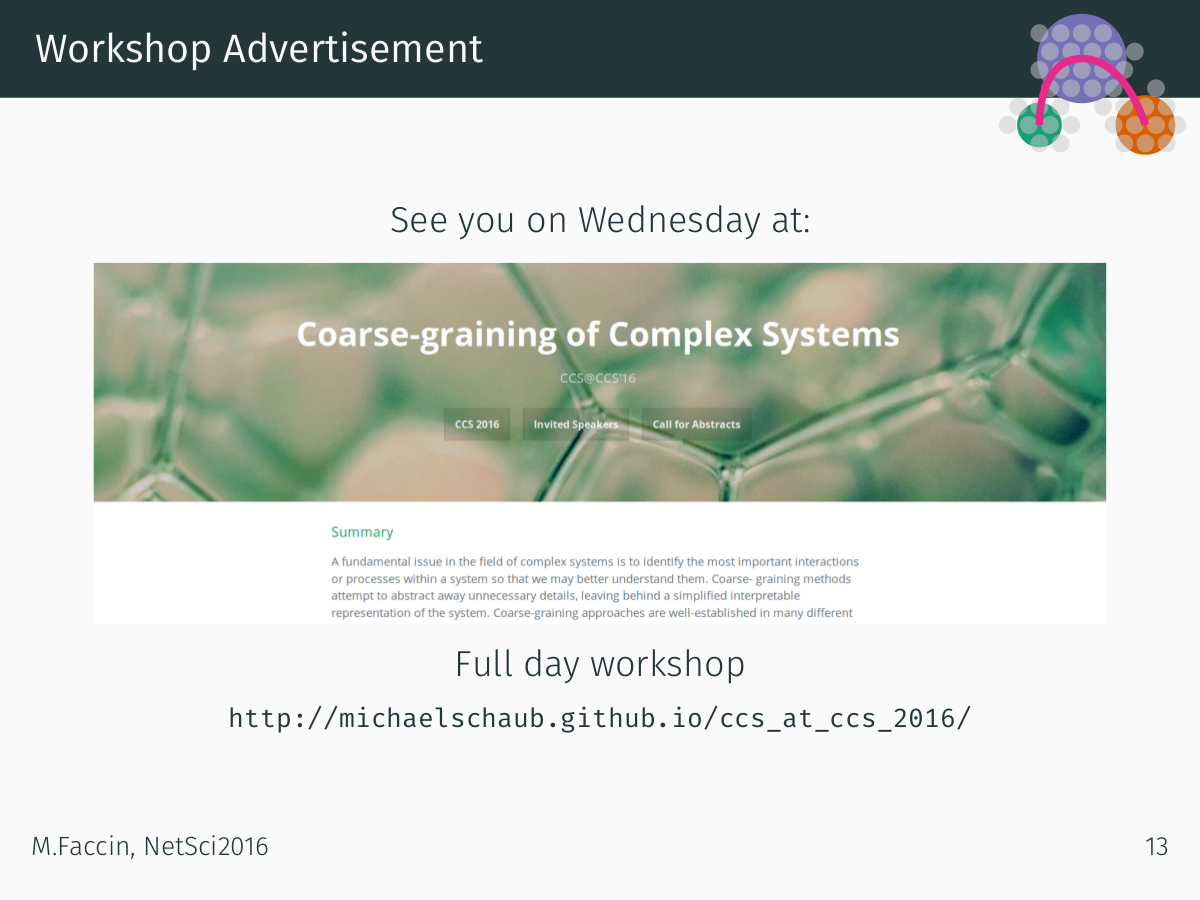 Workshop Advertisement
See you on Wednesday at:
Coarse-graining of Complex Systems
CCS@CCS'16
CCS 2016 Invited Speakers Call for Abstracts
Summary
A fundamental issue in the field of complex systems is to identify the most important interactions
or processes within a system so that we may better understand them. Coarse- graining methods
attempt to abstract away unnecessary details, leaving behind a simplified interpretable
representation of the system. Coarse-graining approaches are well-established in many different
Full day workshop
http://michaelschaub.github.io/ccs_at_ccs_2016/
M.Faccin, NetSci2016 13